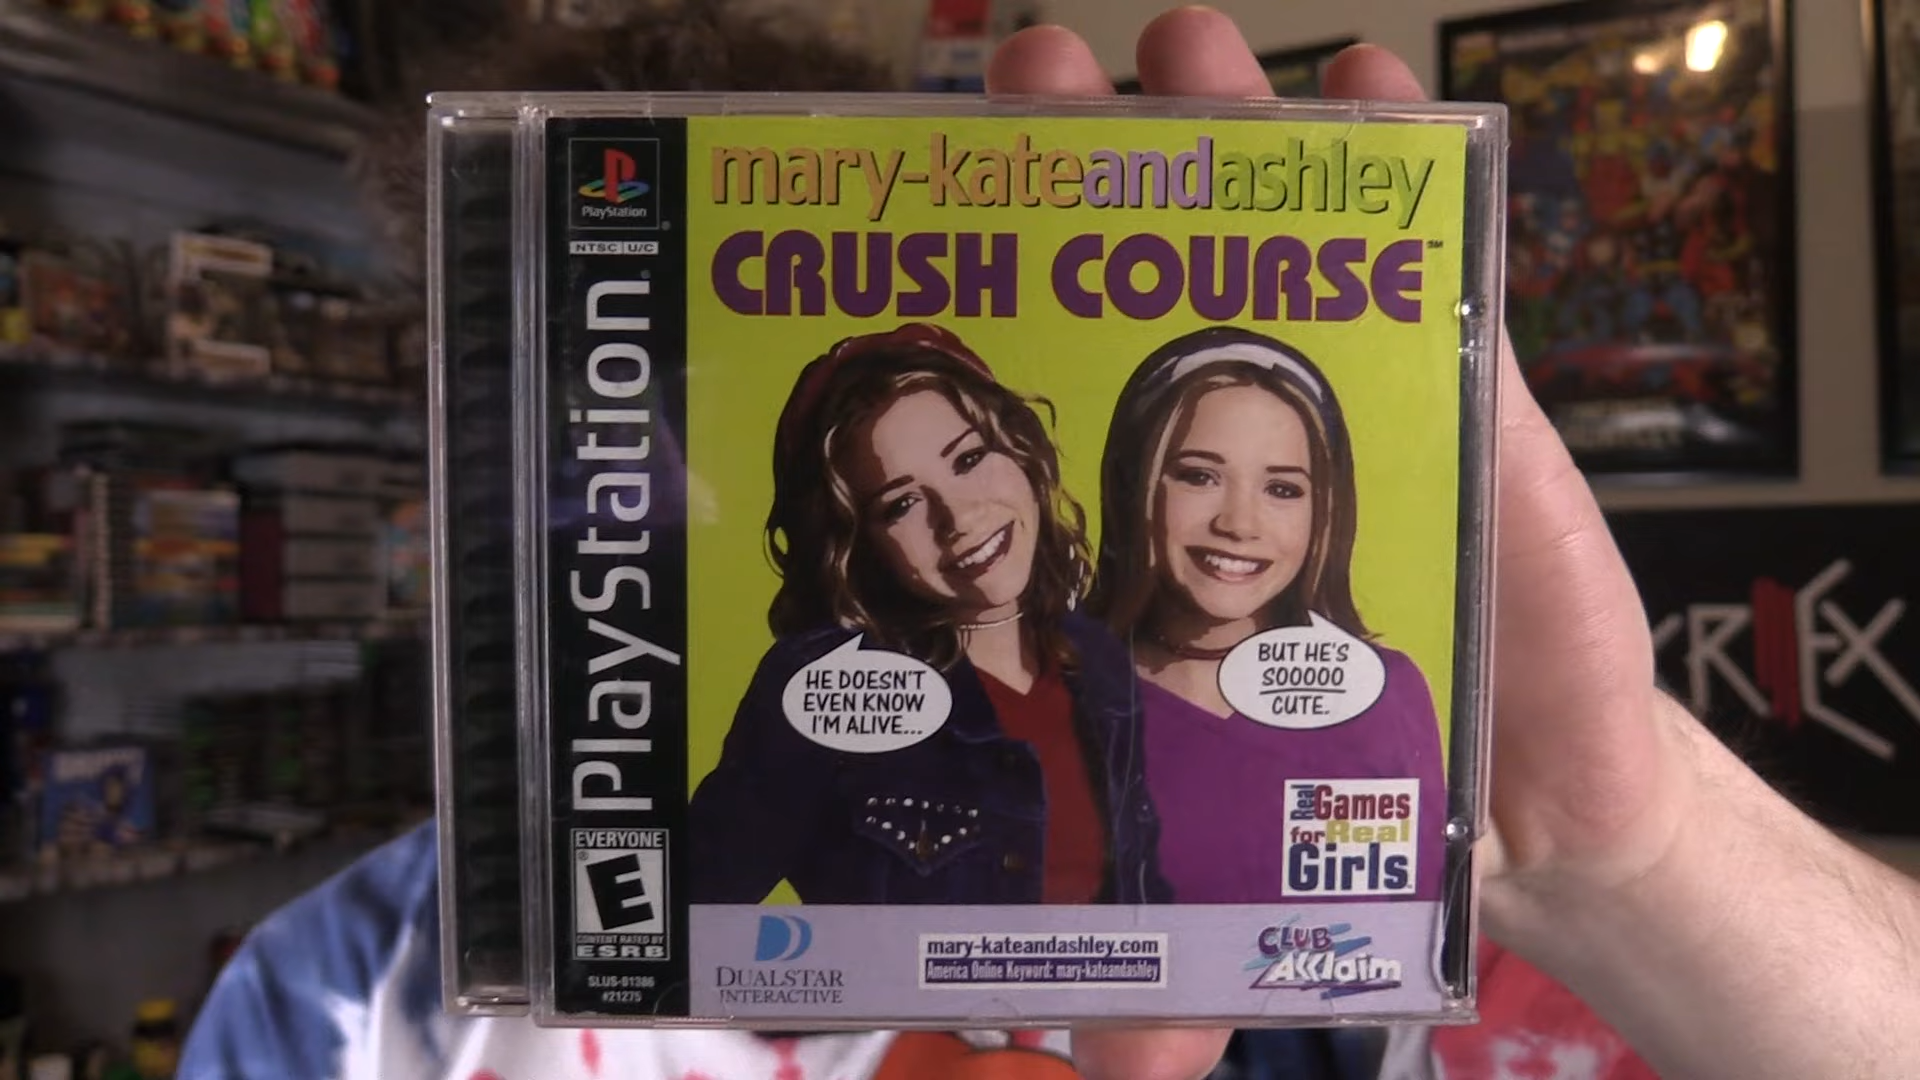 PlayStation
NTSC U/C
PlayStation
EVERYONE
E
CONTENT RATED BY
ESRB
SLUS-01386
#21275
mary-kateandashley
CRUSH COURSE℠
HE DOESN'T
EVEN KNOW
I'M ALIVE...
BUT HE'S
SOOOOO
CUTE.
Real
Games
for Real
Girls
DUALSTAR
INTERACTIVE
mary-kateandashley.com
America Online Keyword: mary-kateandashley
CLUB
Acclaim